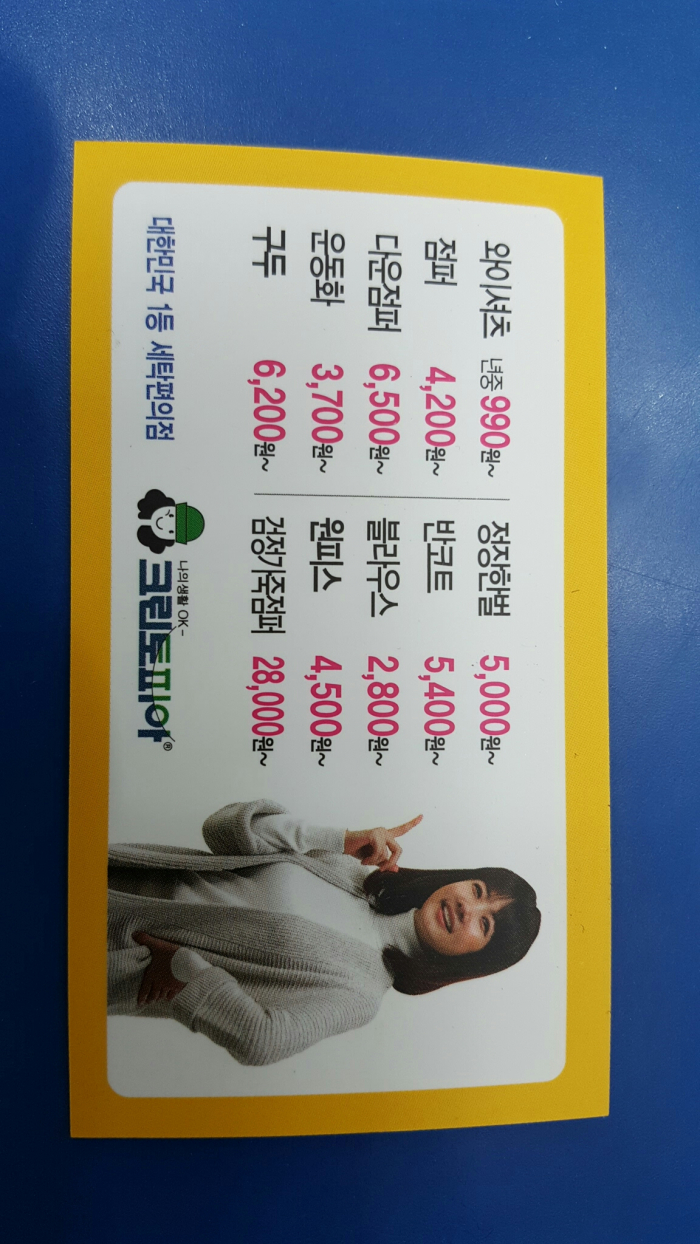 와이셔츠 년중 990원~
점퍼 4,200원~
다운점퍼 6,500원~
운동화 3,700원~
구두 6,200원~
정장한벌 5,000원~
반코트 5,400원~
블라우스 2,800원~
원피스 4,500원~
검정가죽점퍼 28,000원~
대한민국 1등 세탁편의점
나의 생활 OK~
크린토피아®